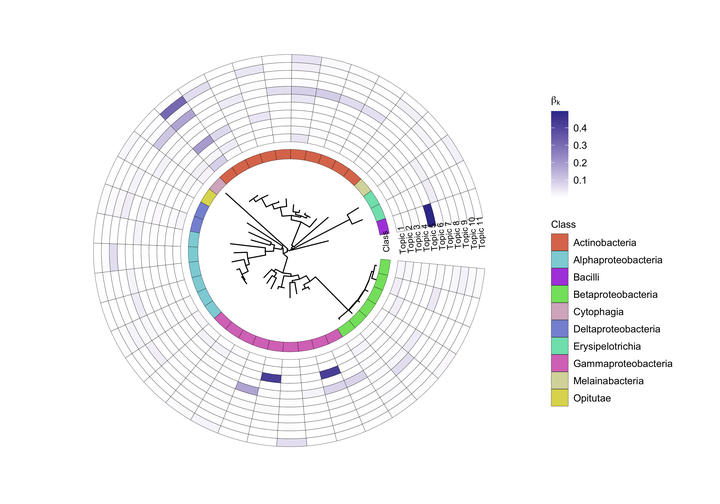 βk
0.4
0.3
0.2
0.1
Class
Actinobacteria
Alphaproteobacteria
Bacilli
Betaproteobacteria
Cytophagia
Deltaproteobacteria
Erysipelotrichia
Gammaproteobacteria
Melainabacteria
Opitutae
Class
Topic 1
Topic 2
Topic 3
Topic 4
Topic 5
Topic 6
Topic 7
Topic 8
Topic 9
Topic 10
Topic 11